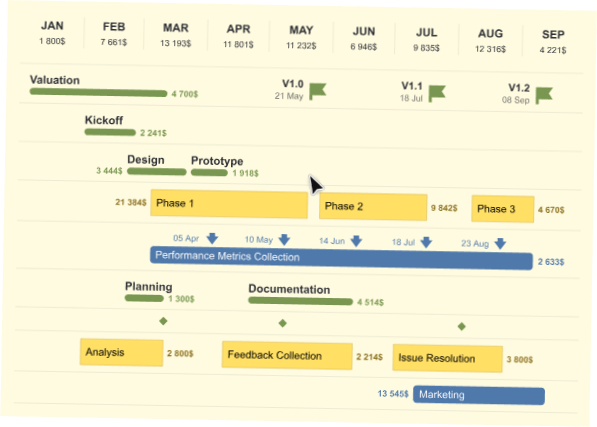 JAN FEB MAR APR MAY JUN JUL AUG SEP
1 800$ 7 661$ 13 193$ 11 801$ 11 232$ 6 946$ 9 835$ 12 316$ 4 221$
Valuation
4 700$
V1.0
21 May
V1.1
18 Jul
V1.2
08 Sep
Kickoff
2 241$
Design Prototype
3 444$ 1 918$
21 384$ Phase 1 Phase 2 9 842$ Phase 3 4 670$
05 Apr 10 May 14 Jun 18 Jul 23 Aug
Performance Metrics Collection 2 633$
Planning Documentation
1 300$ 4 514$
Analysis 2 800$ Feedback Collection 2 214$ Issue Resolution 3 800$
13 545$ Marketing